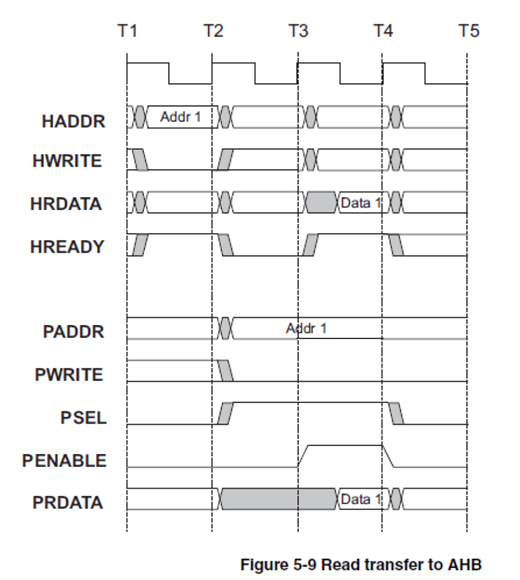 T1 T2 T3 T4 T5
HADDR Addr 1
HWRITE
HRDATA Data 1
HREADY
PADDR Addr 1
PWRITE
PSEL
PENABLE
PRDATA Data 1
Figure 5-9 Read transfer to AHB